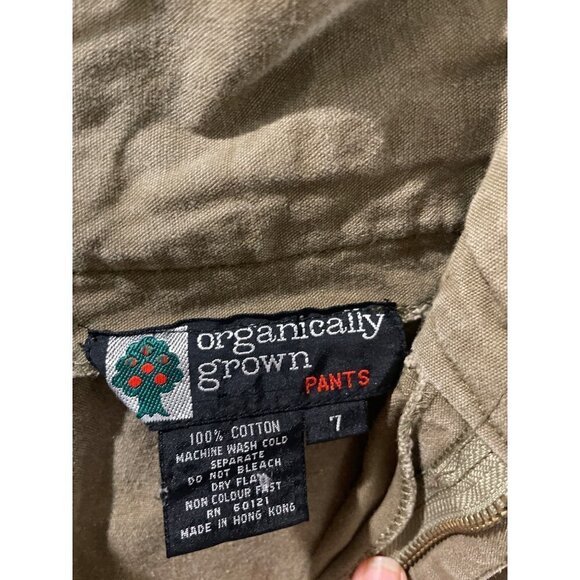 organically
grown
PANTS
7
100% COTTON
MACHINE WASH COLD
SEPARATE
DO NOT BLEACH
DRY FLAT
NON COLOUR FAST
RN 60121
MADE IN HONG KONG